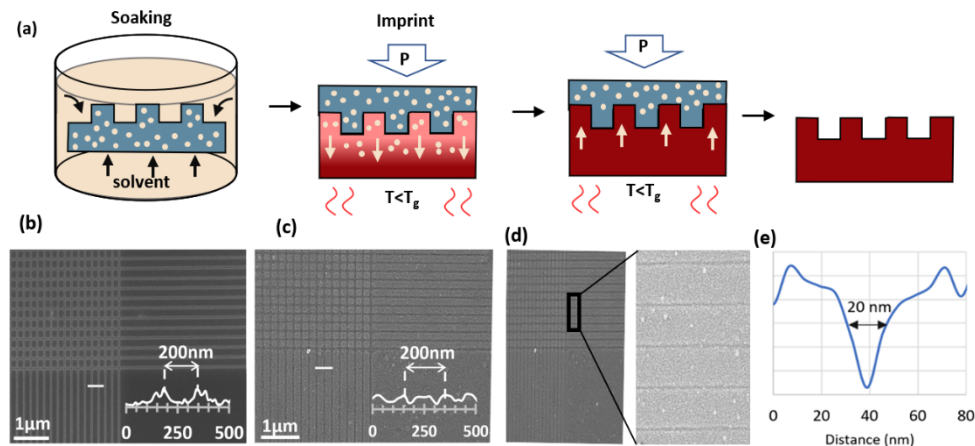 (a)
Soaking
solvent
Imprint
P
T<Tg
P
T<Tg
(b)
200nm
1μm
0 250 500
(c)
200nm
1μm
0 250 500
(d)
(e)
20 nm
0 20 40 60 80
Distance (nm)